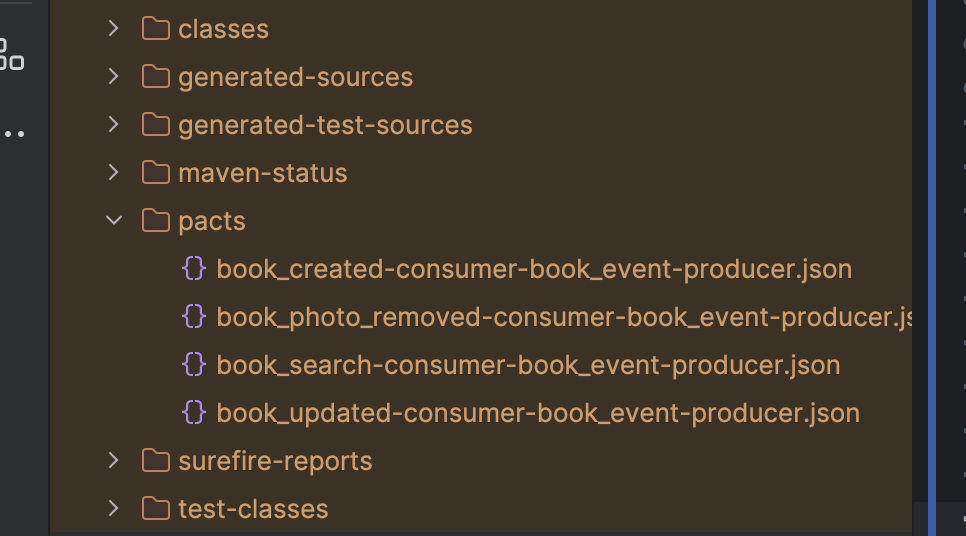 classes
generated-sources
generated-test-sources
maven-status
pacts
{} book_created-consumer-book_event-producer.json
{} book_photo_removed-consumer-book_event-producer.js
{} book_search-consumer-book_event-producer.json
{} book_updated-consumer-book_event-producer.json
surefire-reports
test-classes